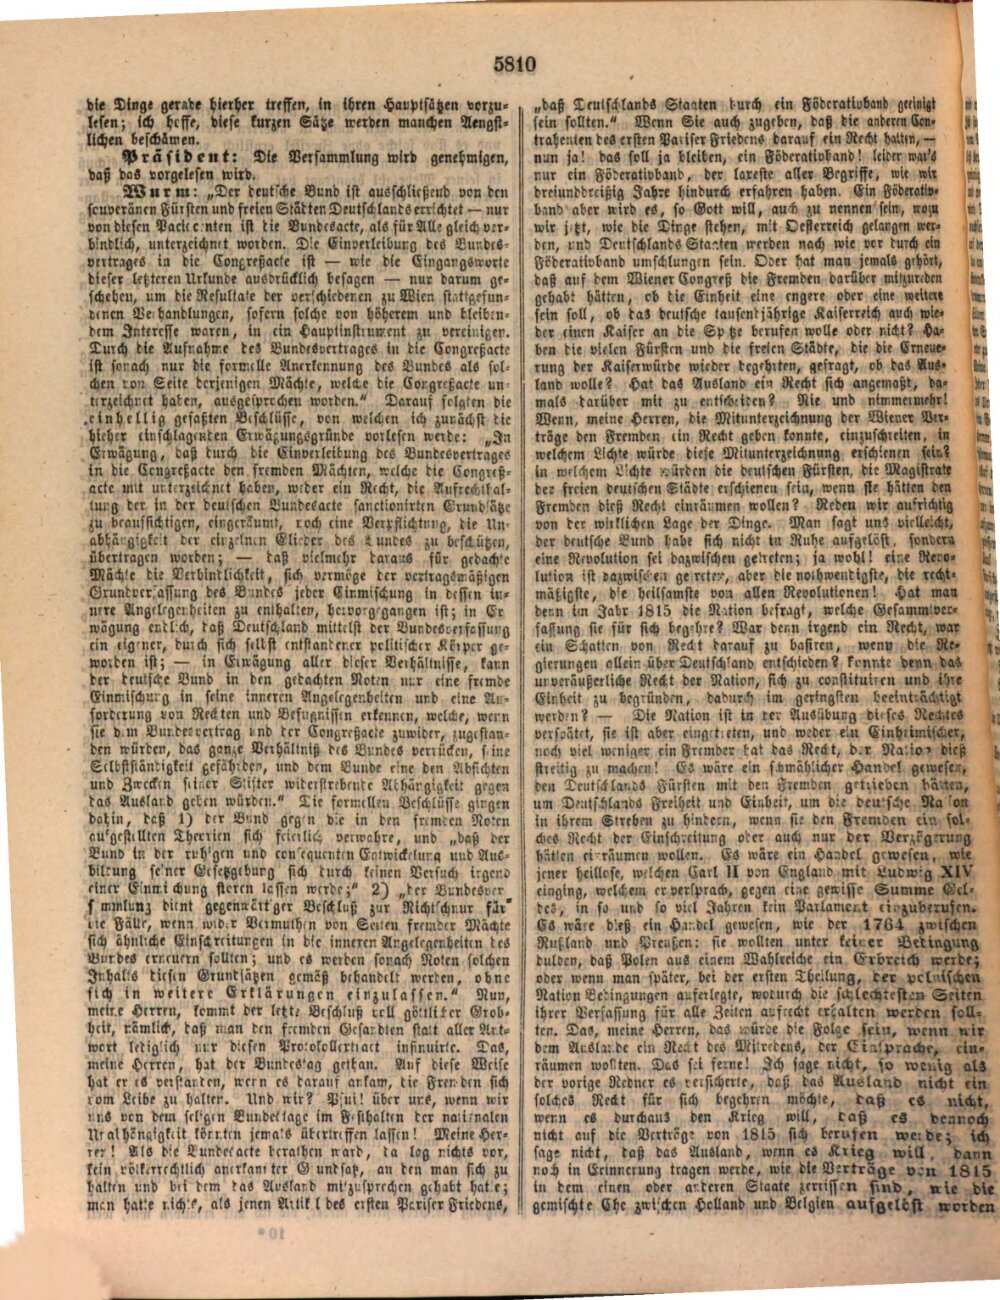 5810
die Dinge gerade hierher treffen, in ihren Hauptsätzen vorzu-
lesen; ich hoffe, diese kurzen Sätze werden manchen Aengst-
lichen beschämen.
Präsident: Die Versammlung wird genehmigen,
daß das vorgelesen wird.
Wurm: „Der deutsche Bund ist ausschließend von den
souveränen Fürsten und freien Städten Deutschlands errichtet — nur
von diesen Paciscenten ist die Bundesacte, als für Alle gleich ver-
bindlich, unterzeichnet worden. Die Einverleibung des Bundes-
vertrages in die Congreßacte ist — wie die Eingangsworte
dieser letzteren Urkunde ausdrücklich besagen — nur darum ge-
schehen, um die Resultate der verschiedenen zu Wien stattgefun-
denen Verhandlungen, sofern solche von höherem und bleiben-
dem Interesse waren, in ein Hauptinstrument zu vereinigen.
Durch die Aufnahme des Bundesvertrages in die Congreßacte
ist sonach nur die formelle Anerkennung des Bundes als sol-
chen von Seite derjenigen Mächte, welche die Congreßacte un-
terzeichnet haben, ausgesprochen worden.“ Darauf folgten die
einhellig gefaßten Beschlüsse, von welchen ich zunächst die
hieher einschlagenden Erwägungsgründe vorlesen werde: „In
Erwägung, daß durch die Einverleibung des Bundesvertrages
in die Congreßacte den fremden Mächten, welche die Congreß-
acte mit unterzeichnet haben, weder ein Recht, die Aufrechthal-
tung der in der deutschen Bundesacte sanctionirten Grundsätze
zu beaufsichtigen, eingeräumt, noch eine Verpflichtung, die Un-
abhängigkeit der einzelnen Glieder des Bundes zu beschützen,
übertragen worden; — daß vielmehr daraus für gedachte
Mächte die Verbindlichkeit, sich vermöge der vertragsmäßigen
Grundverfassung des Bundes jeder Einmischung in dessen in-
nere Angelegenheiten zu enthalten, hervorgegangen ist; in Er
wägung endlich, daß Deutschland mittelst der Bundesverfassung
ein eigener, durch sich selbst entstandener politischer Körper ge-
worden ist; — in Erwägung aller dieser Verhältnisse, kann
der deutsche Bund in den gedachten Noten nur eine fremde
Einmischung in seine inneren Angelegenheiten und eine An-
forderung von Rechten und Befugnissen erkennen, welche, wenn
sie dem Bundesvertrag und der Congreßacte zuwider, zugestan-
den würden, das ganze Verhältniß des Bundes verrücken, seine
Selbstständigkeit gefährden, und dem Bunde eine den Absichten
und Zwecken seiner Stifter widerstrebende Abhängigkeit gegen
das Ausland geben würden.“ Die formellen Beschlüsse gingen
dahin, daß 1) der Bund gegen die in den fremden Noten
aufgestellten Theorien sich feierlich verwahre, und „daß der
Bund in der ruhigen und consequenten Entwickelung und Aus-
bildung seiner Gesetzgebung sich durch keinen Versuch irgend
einer Einmischung stören lassen werde;“ 2) „der Bundesver
sammlung dient gegenwärtiger Beschluß zur Richtschnur für
die Fälle, wenn wider Vermuthen von Seiten fremder Mächte
sich ähnliche Einschreitungen in die inneren Angelegenheiten des
Bundes erneuern sollten; und es werden sonach Noten solchen
Inhalts diesen Grundsätzen gemäß behandelt werden, ohne
sich in weitere Erklärungen einzulassen.“ Nun,
meine Herren, kommt der letzte Beschluß voll göttlicher Grob-
heit, nämlich, daß man den fremden Gesandten statt aller Ant-
wort lediglich nur diesen Protokollextract insinuire. Das,
meine Herren, hat der Bundestag gethan. Auf diese Weise
hat er es verstanden, wenn es darauf ankam, die Fremden sich
vom Leibe zu halten. Und wir? Pfui! über uns, wenn wir
uns von dem seligen Bundestage im Festhalten der nationalen
Unabhängigkeit könnten jemals übertreffen lassen! Meine Her-
ren! Als die Bundesacte berathen ward, da log nichts vor,
kein völkerrechtlich anerkannter Grundsatz, an den man sich zu
halten und bei dem das Ausland mitzusprechen gehabt hatte;
man hatte nichts, als jenen Artikel des ersten Pariser Friedens,
„daß Deutschlands Staaten durch ein Föderativband geeinigt
sein sollten.“ Wenn Sie auch zugeben, daß die anderen Con-
trahenten des ersten Pariser Friedens darauf ein Recht hatten, —
nun ja! das soll ja bleiben, ein Föderativband! leider war's
nur ein Föderativband, der laxeste aller Begriffe, wie wir
dreiunddreißig Jahre hindurch erfahren haben. Ein Föderativ-
band aber wird es, so Gott will, auch zu nennen sein, wozu
wir jetzt, wie die Dinge stehen, mit Oesterreich gelangen wer-
den, und Deutschlands Staaten werden nach wie vor durch ein
Föderativband umschlungen sein. Oder hat man jemals gehört,
daß auf dem Wiener Congreß die Fremden darüber mitzureden
gehabt hätten, ob die Einheit eine engere oder eine weitere
sein soll, ob das deutsche tausendjährige Kaiserreich auch wie-
der einen Kaiser an die Spitze berufen wolle oder nicht? Ha-
ben die vielen Fürsten und die freien Städte, die die Erneue-
rung der Kaiserwürde wieder begehrten, gefragt, ob das Aus-
land wolle? Hat das Ausland ein Recht sich angemaßt, da-
mals darüber mit zu entscheiden? Nie und nimmermehr!
Wenn, meine Herren, die Mitunterzeichnung der Wiener Ver-
träge den Fremden ein Recht geben konnte, einzuschreiten, in
welchem Lichte würde diese Mitunterzeichnung erschienen sein?
in welchem Lichte würden die deutschen Fürsten, die Magistrate
der freien deutschen Städte erschienen sein, wenn sie hätten den
Fremden dieß Recht einräumen wollen? Reden wir aufrichtig
von der wirklichen Lage der Dinge. Man sagt uns vielleicht,
der deutsche Bund habe sich nicht in Ruhe aufgelöst, sondern
eine Revolution sei dazwischen getreten; ja wohl! eine Revo-
lution ist dazwischen getreten, aber die nothwendigste, die recht-
mäßigste, die heilsamste von allen Revolutionen! Hat man
denn im Jahr 1815 die Nation befragt, welche Gesammtver-
fassung sie für sich begehre? War denn irgend ein Recht, war
ein Schatten von Recht darauf zu basiren, wenn die Re-
gierungen allein über Deutschland entschieden? konnte denn das
unveräußerliche Recht der Nation, sich zu constituiren und ihre
Einheit zu begründen, dadurch im geringsten beeinträchtigt
werden? — Die Nation ist in der Ausübung dieses Rechtes
verspätet, sie ist aber eingetreten, und weder ein Einheimischer,
noch viel weniger ein Fremder hat das Recht, der Nation dieß
streitig zu machen! Es wäre ein schmählicher Handel gewesen,
den Deutschlands Fürsten mit den Fremden getrieben hätten,
um Deutschlands Freiheit und Einheit, um die deutsche Nation
in ihrem Streben zu hindern, wenn sie den Fremden ein sol-
ches Recht der Einschreitung oder auch nur der Verzögerung
hätten einräumen wollen. Es wäre ein Handel gewesen, wie
jener heillose, welchen Carl II von England mit Ludwig XIV
einging, welchem er versprach, gegen eine gewisse Summe Gel-
des, in so und so viel Jahren kein Parlament einzuberufen.
Es wäre dieß ein Handel gewesen, wie der 1764 zwischen
Rußland und Preußen: sie wollten unter keiner Bedingung
dulden, daß Polen aus einem Wahlreiche ein Erbreich werde;
oder wenn man später, bei der ersten Theilung, der polnischen
Nation Bedingungen auferlegte, wodurch die schlechtesten Seiten
ihrer Verfassung für alle Zeiten aufrecht erhalten werden soll-
ten. Das, meine Herren, das würde die Folge sein, wenn wir
dem Auslande ein Recht des Mitredens, der Einsprache, ein-
räumen wollten. Das sei ferne! Ich sage nicht, so wenig als
der vorige Redner es versicherte, daß das Ausland nicht ein
solches Recht für sich begehren möchte, daß es nicht,
wenn es durchaus den Krieg will, daß es dennoch
nicht auf die Verträge von 1815 sich berufen werde; ich
sage nicht, daß das Ausland, wenn es Krieg will, dann
noch in Erinnerung tragen werde, wie die Verträge von 1815
in dem einen oder anderen Staate zerrissen sind, wie die
gemischte Ehe zwischen Holland und Belgien aufgelöst worden